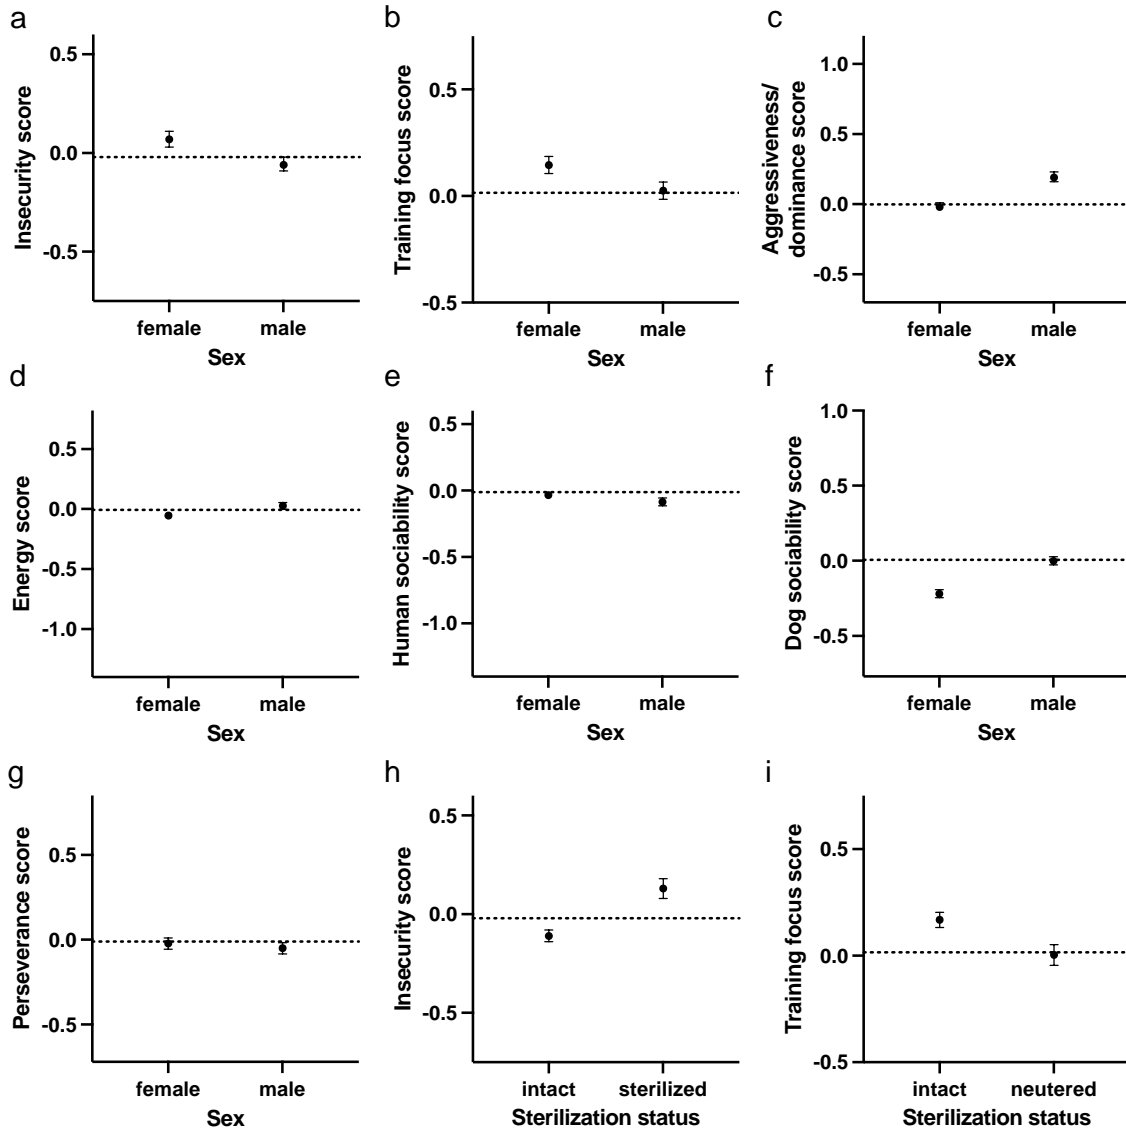 a
Insecurity score
0.5
0.0
-0.5
female male
Sex
b
Training focus score
0.5
0.0
-0.5
female male
Sex
c
Aggressiveness/
dominance score
1.0
0.5
0.0
-0.5
female male
Sex
d
Energy score
0.5
0.0
-0.5
-1.0
female male
Sex
e
Human sociability score
0.5
0.0
-0.5
-1.0
female male
Sex
f
Dog sociability score
1.0
0.5
0.0
-0.5
female male
Sex
g
Perseverance score
0.5
0.0
-0.5
female male
Sex
h
Insecurity score
0.5
0.0
-0.5
intact sterilized
Sterilization status
i
Training focus score
0.5
0.0
-0.5
intact neutered
Sterilization status